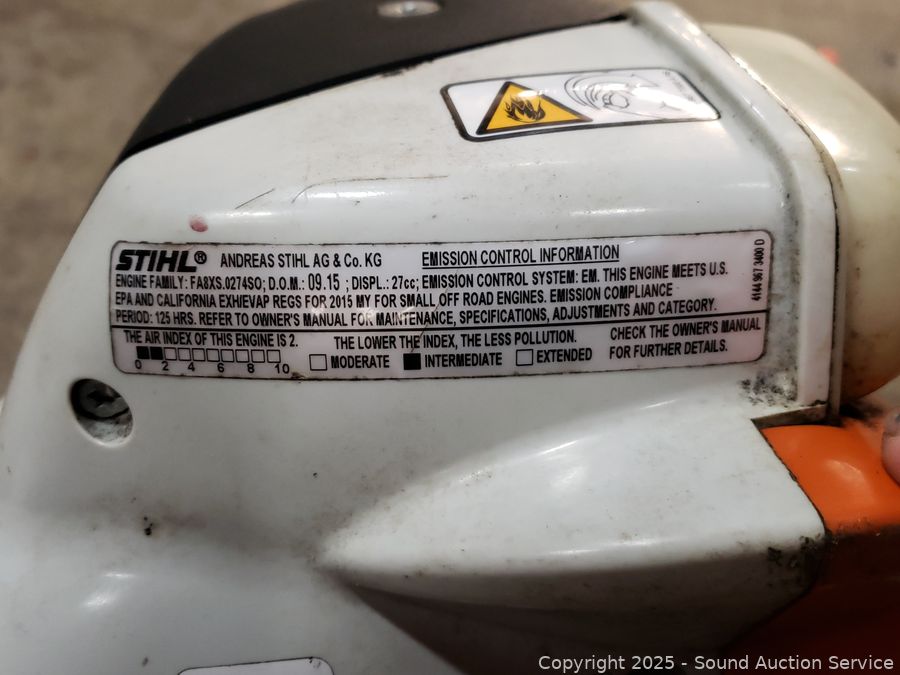 STIHL® ANDREAS STIHL AG & Co. KG EMISSION CONTROL INFORMATION
ENGINE FAMILY: FA8XS.0274SO; D.O.M.: 09.15 ; DISPL.: 27cc; EMISSION CONTROL SYSTEM: EM. THIS ENGINE MEETS U.S.
EPA AND CALIFORNIA EXH/EVAP REGS FOR 2015 MY FOR SMALL OFF ROAD ENGINES. EMISSION COMPLIANCE
PERIOD: 125 HRS. REFER TO OWNER'S MANUAL FOR MAINTENANCE, SPECIFICATIONS, ADJUSTMENTS AND CATEGORY.
THE AIR INDEX OF THIS ENGINE IS 2. THE LOWER THE INDEX, THE LESS POLLUTION. CHECK THE OWNER'S MANUAL
MODERATE INTERMEDIATE EXTENDED FOR FURTHER DETAILS.
0 2 4 6 8 10
4144 967 3400 D
Copyright © 2025 - Sound Auction Service